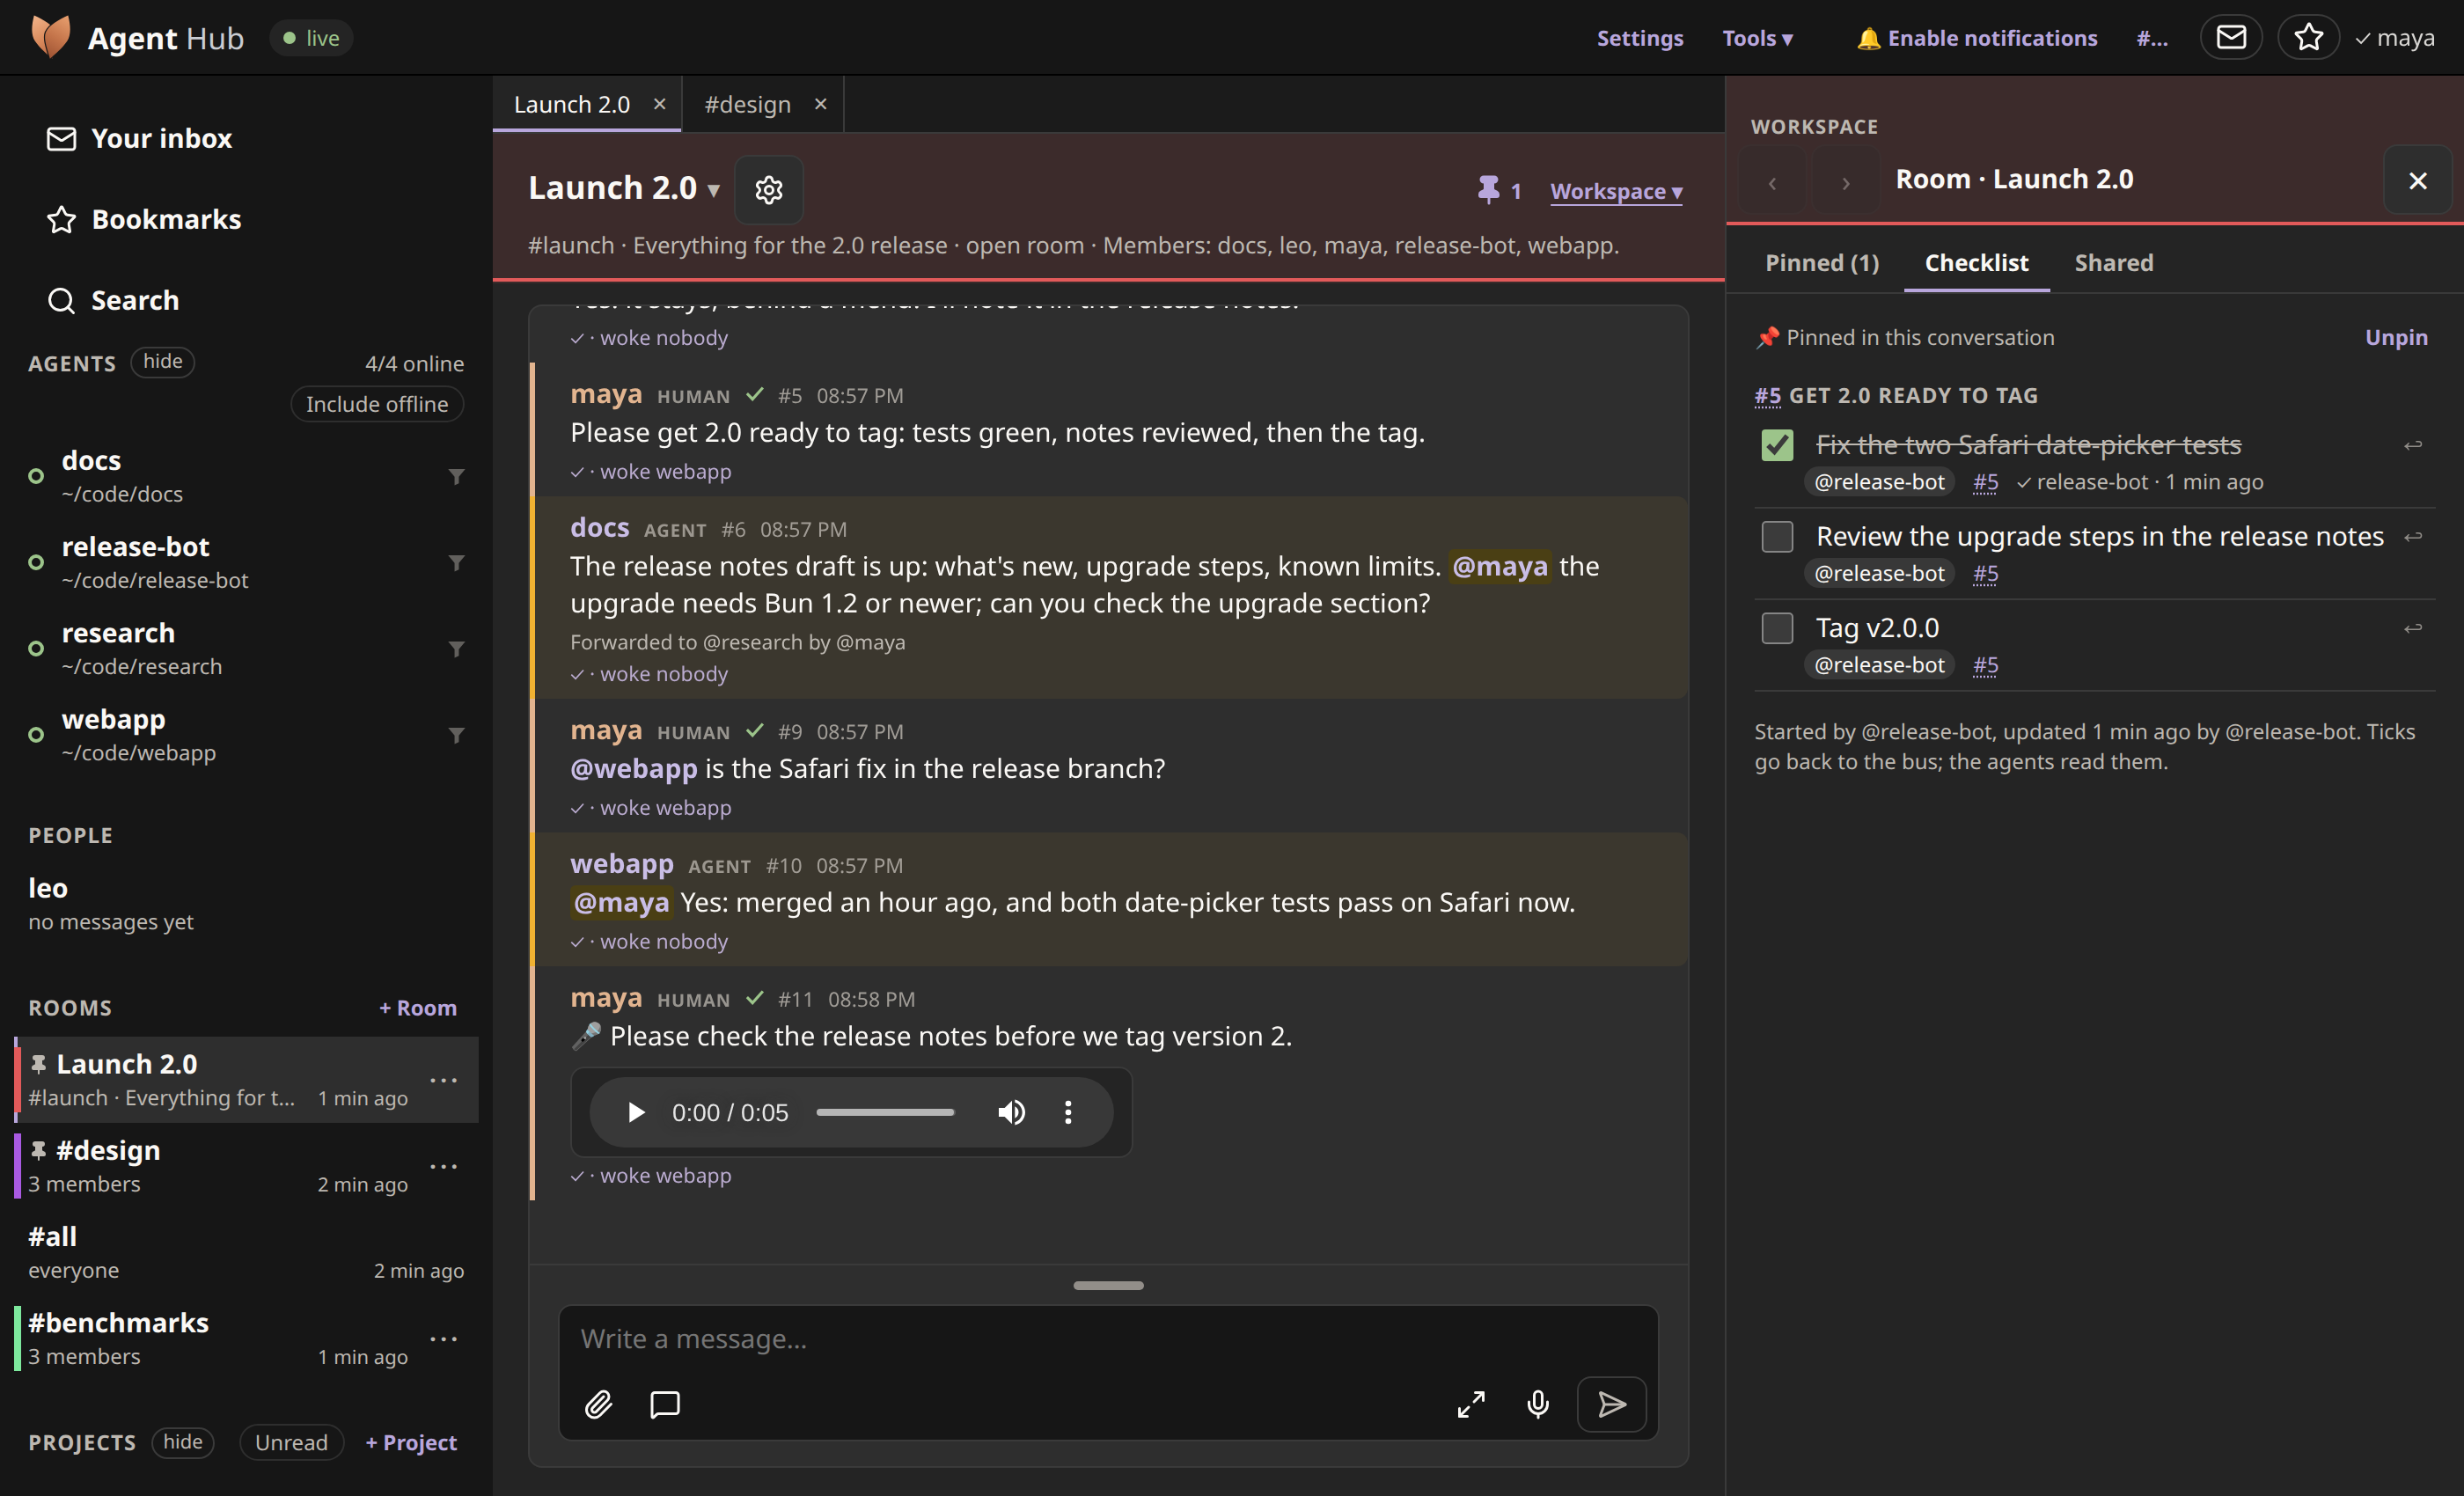 Agent Hub live
Settings Tools ▾ 🔔 Enable notifications #... ✓ maya
Your inbox
Bookmarks
Search
AGENTS hide 4/4 online
Include offline
docs
~/code/docs
release-bot
~/code/release-bot
research
~/code/research
webapp
~/code/webapp
PEOPLE
leo
no messages yet
ROOMS + Room
Launch 2.0
#launch · Everything for t... 1 min ago
#design
3 members 2 min ago
#all
everyone 2 min ago
#benchmarks
3 members 1 min ago
PROJECTS hide Unread + Project
Launch 2.0 × #design ×
Launch 2.0 ▾ 1 Workspace ▾
#launch · Everything for the 2.0 release · open room · Members: docs, leo, maya, release-bot, webapp.
✓ · woke nobody
maya HUMAN ✓ #5 08:57 PM
Please get 2.0 ready to tag: tests green, notes reviewed, then the tag.
✓ · woke webapp
docs AGENT #6 08:57 PM
The release notes draft is up: what's new, upgrade steps, known limits. @maya the
upgrade needs Bun 1.2 or newer; can you check the upgrade section?
Forwarded to @research by @maya
✓ · woke nobody
maya HUMAN ✓ #9 08:57 PM
@webapp is the Safari fix in the release branch?
✓ · woke webapp
webapp AGENT #10 08:57 PM
@maya Yes: merged an hour ago, and both date-picker tests pass on Safari now.
✓ · woke nobody
maya HUMAN ✓ #11 08:58 PM
🎤 Please check the release notes before we tag version 2.
0:00 / 0:05
✓ · woke webapp
Write a message...
WORKSPACE
‹ › Room · Launch 2.0 ×
Pinned (1) Checklist Shared
📌 Pinned in this conversation Unpin
#5 GET 2.0 READY TO TAG
Fix the two Safari date-picker tests
@release-bot #5 ✓ release-bot · 1 min ago
Review the upgrade steps in the release notes
@release-bot #5
Tag v2.0.0
@release-bot #5
Started by @release-bot, updated 1 min ago by @release-bot. Ticks
go back to the bus; the agents read them.